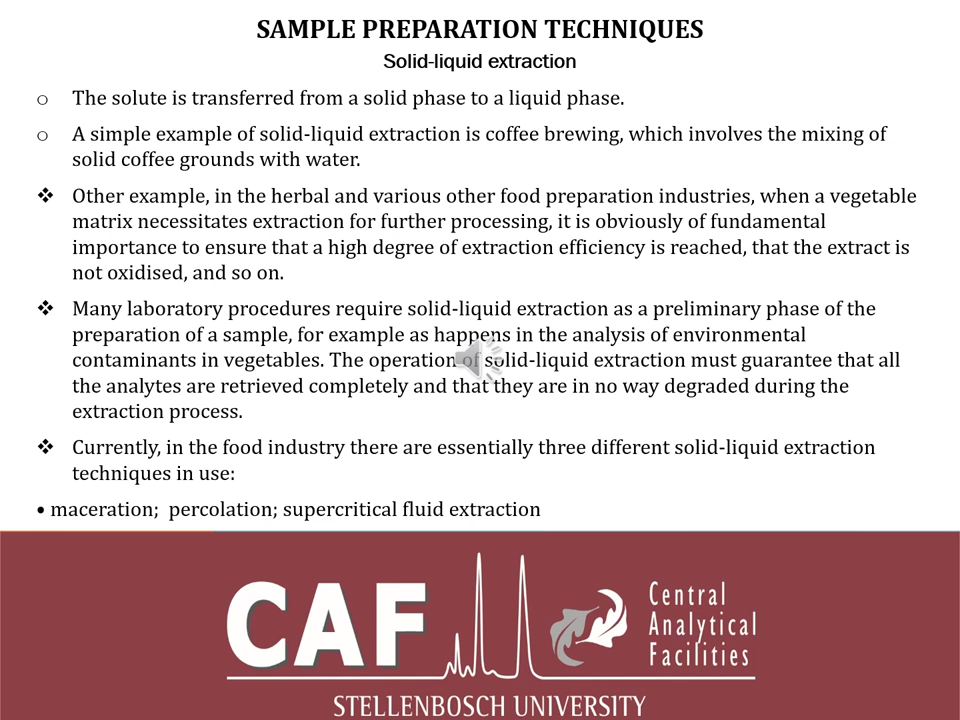 SAMPLE PREPARATION TECHNIQUES
Solid-liquid extraction
o The solute is transferred from a solid phase to a liquid phase.
o A simple example of solid-liquid extraction is coffee brewing, which involves the mixing of
solid coffee grounds with water.
❖ Other example, in the herbal and various other food preparation industries, when a vegetable
matrix necessitates extraction for further processing, it is obviously of fundamental
importance to ensure that a high degree of extraction efficiency is reached, that the extract is
not oxidised, and so on.
❖ Many laboratory procedures require solid-liquid extraction as a preliminary phase of the
preparation of a sample, for example as happens in the analysis of environmental
contaminants in vegetables. The operation of solid-liquid extraction must guarantee that all
the analytes are retrieved completely and that they are in no way degraded during the
extraction process.
❖ Currently, in the food industry there are essentially three different solid-liquid extraction
techniques in use:
• maceration; percolation; supercritical fluid extraction
CAF
Central
Analytical
Facilities
STELLENBOSCH UNIVERSITY